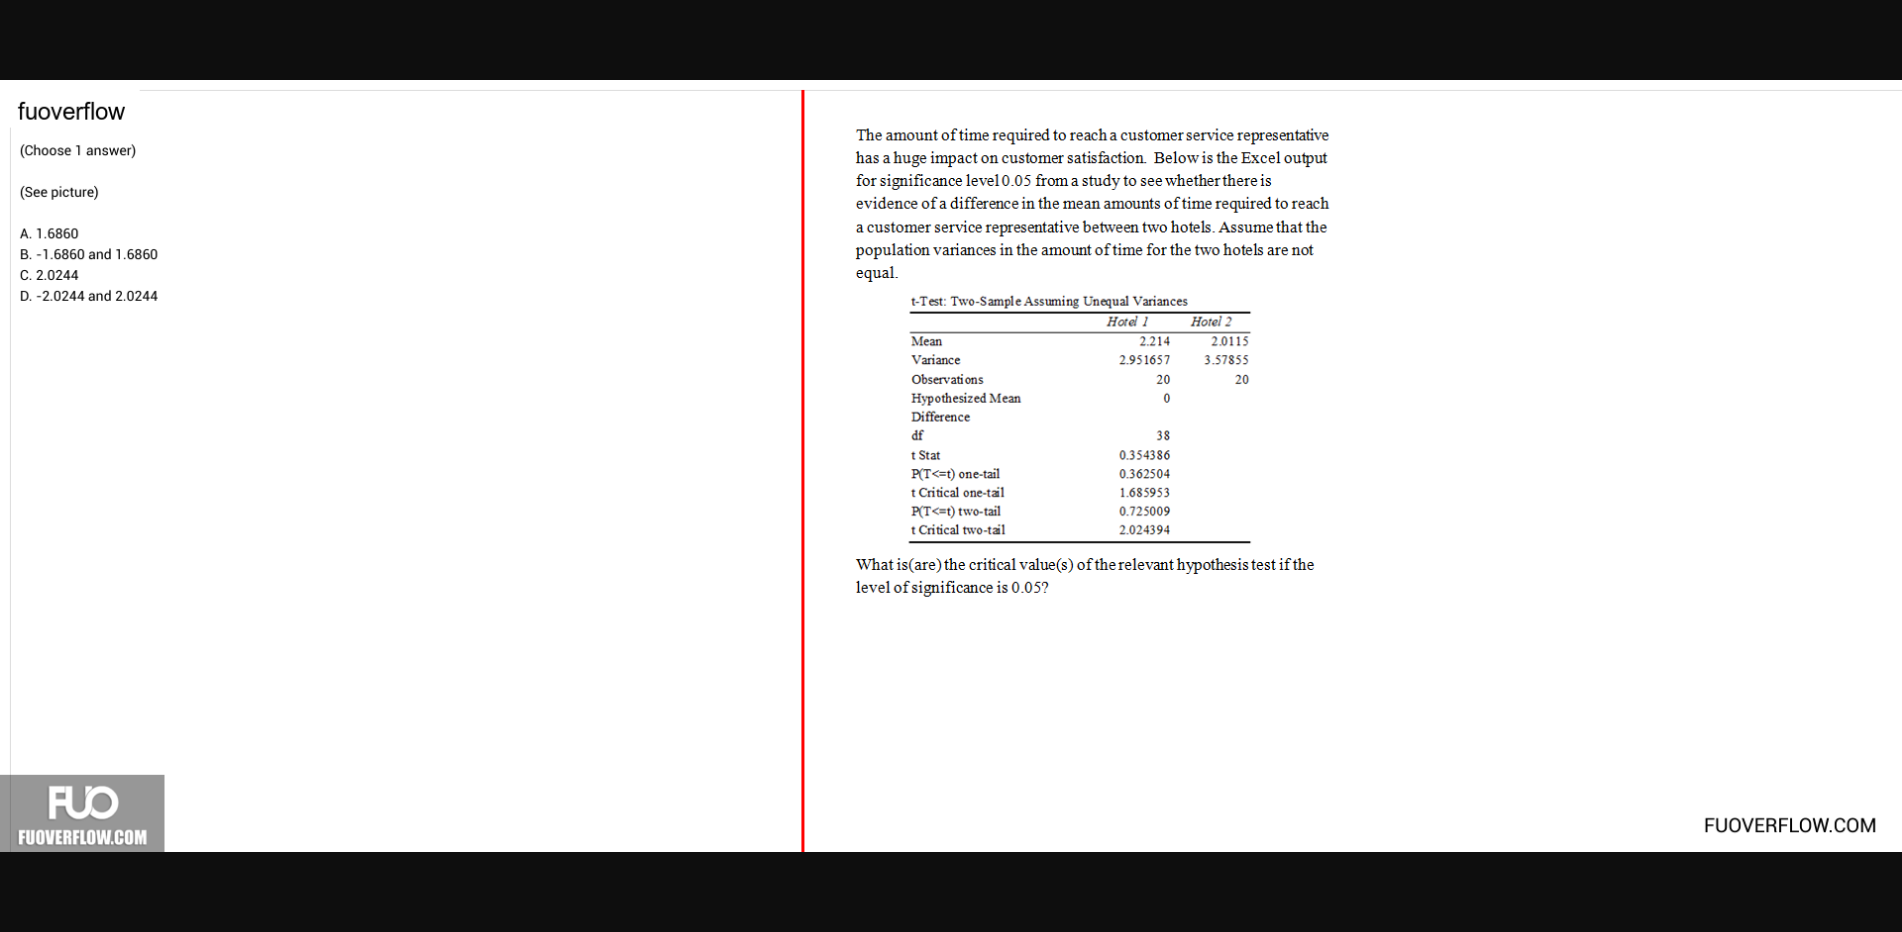 fuoverflow
(Choose 1 answer)
(See picture)
A. 1.6860
B. -1.6860 and 1.6860
C. 2.0244
D. -2.0244 and 2.0244
The amount of time required to reach a customer service representative
has a huge impact on customer satisfaction. Below is the Excel output
for significance level 0.05 from a study to see whether there is
evidence of a difference in the mean amounts of time required to reach
a customer service representative between two hotels. Assume that the
population variances in the amount of time for the two hotels are not
equal.
t-Test: Two-Sample Assuming Unequal Variances
Hotel 1 Hotel 2
Mean 2.214 2.0115
Variance 2.951657 3.57855
Observations 20 20
Hypothesized Mean 0
Difference
df 38
t Stat 0.354386
P(T<=t) one-tail 0.362504
t Critical one-tail 1.685953
P(T<=t) two-tail 0.725009
t Critical two-tail 2.024394
What is(are) the critical value(s) of the relevant hypothesis test if the
level of significance is 0.05?
FUO
FUOVERFLOW.COM
FUOVERFLOW.COM